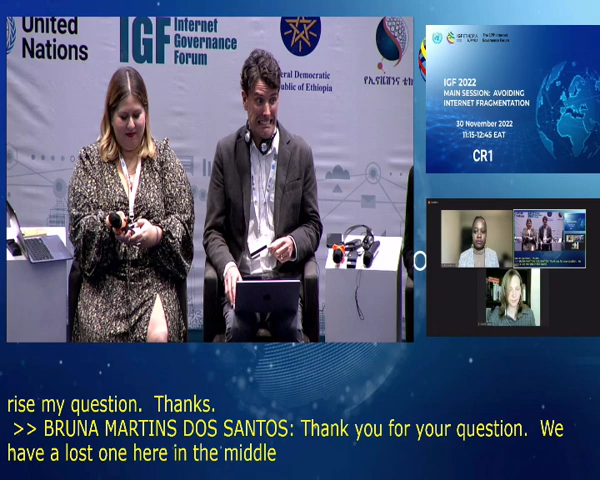 United
Nations
IGF
Internet
Governance
Forum
eral Democratic
public of Ethiopia
IGF 2022
MAIN SESSION: AVOIDING
INTERNET FRAGMENTATION
30 November 2022
11:15-12:45 EAT
CR1
rise my question. Thanks.
>> BRUNA MARTINS DOS SANTOS: Thank you for your question. We
have a lost one here in the middle